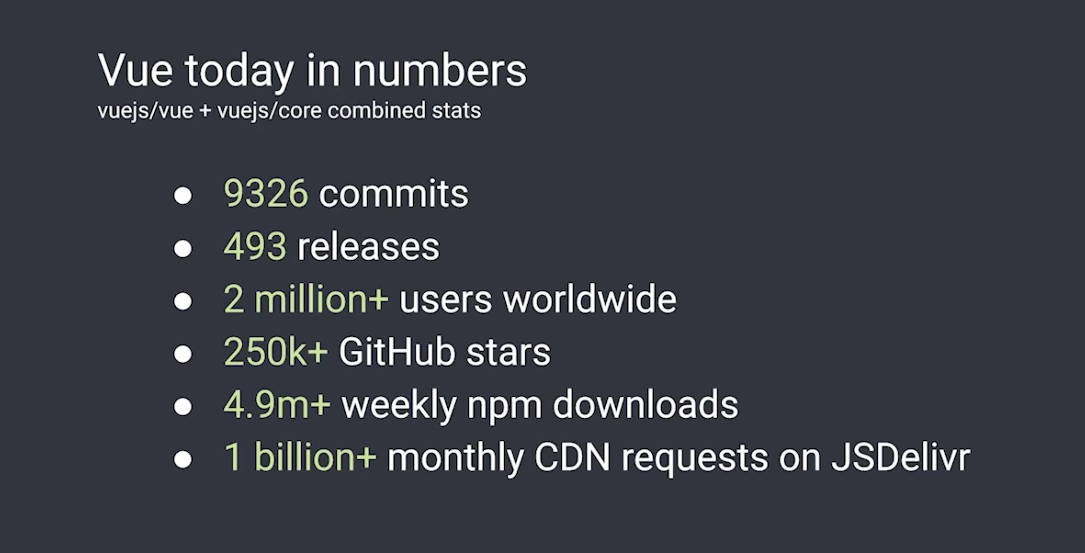 Vue today in numbers
vuejs/vue + vuejs/core combined stats
● 9326 commits
● 493 releases
● 2 million+ users worldwide
● 250k+ GitHub stars
● 4.9m+ weekly npm downloads
● 1 billion+ monthly CDN requests on JSDelivr